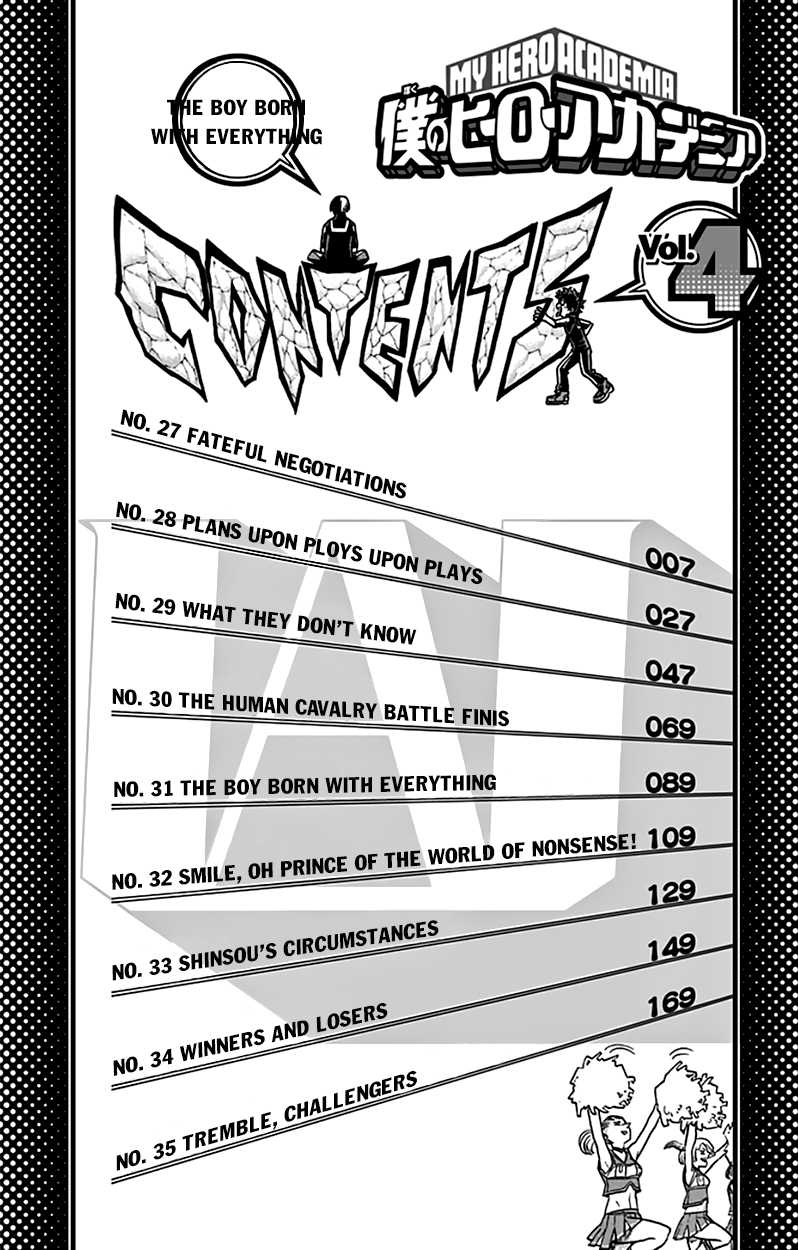 MY HERO ACADEMIA
ぼく
僕のヒーローアカデミア
THE BOY BORN
WITH EVERYTHING
CONTENTS
Vol.4
NO. 27 FATEFUL NEGOTIATIONS 007
NO. 28 PLANS UPON PLOYS UPON PLAYS 027
NO. 29 WHAT THEY DON'T KNOW 047
NO. 30 THE HUMAN CAVALRY BATTLE FINIS 069
NO. 31 THE BOY BORN WITH EVERYTHING 089
NO. 32 SMILE, OH PRINCE OF THE WORLD OF NONSENSE! 109
NO. 33 SHINSOU'S CIRCUMSTANCES 129
NO. 34 WINNERS AND LOSERS 149
NO. 35 TREMBLE, CHALLENGERS 169
UA